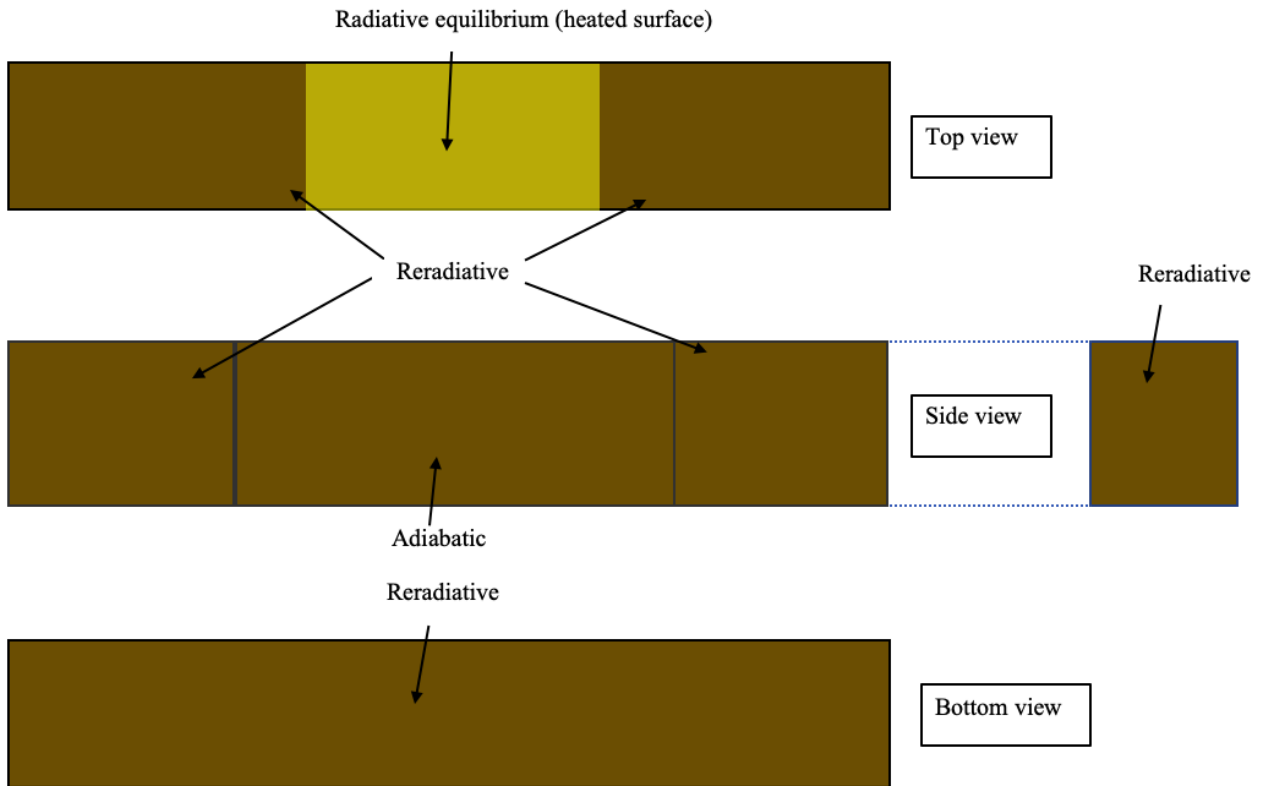 Radiative equilibrium (heated surface)
Top view
Reradiative
Reradiative
Side view
Adiabatic
Reradiative
Bottom view